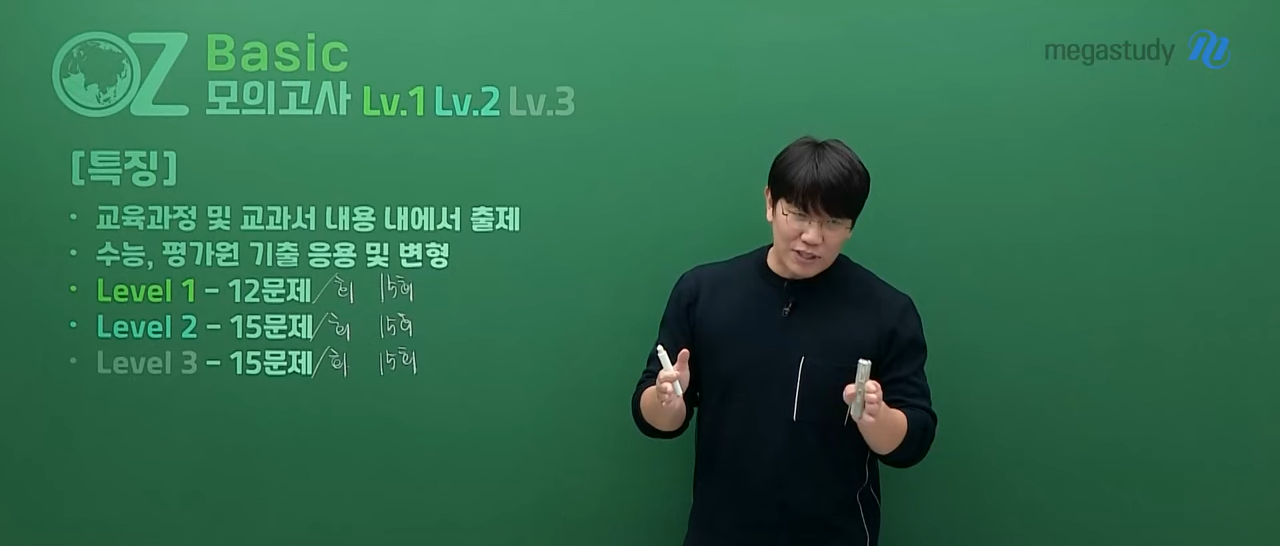 OZ Basic
모의고사 Lv.1 Lv.2 Lv.3
megastudy
[특징]
• 교육과정 및 교과서 내용 내에서 출제
• 수능, 평가원 기출 응용 및 변형
• Level 1 - 12문제/회 15회
• Level 2 - 15문제/회 15회
• Level 3 - 15문제/회 15회